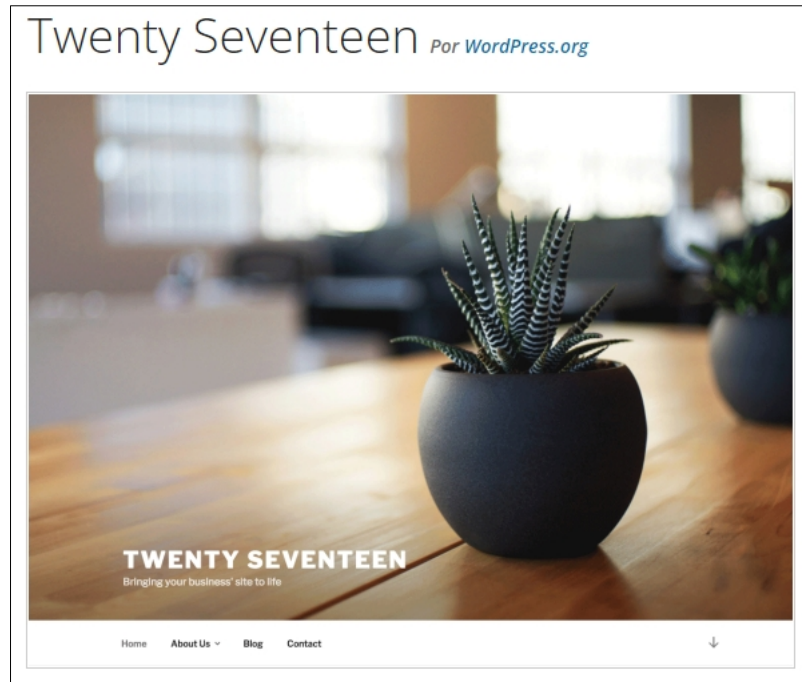 Twenty Seventeen Por WordPress.org
TWENTY SEVENTEEN
Bringing your business' site to life
Home About Us Blog Contact